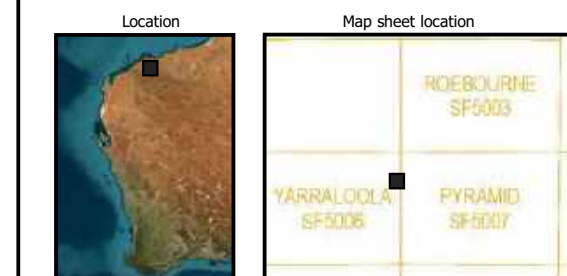 Location
Map sheet location
ROEBOURNE
SF5003
YARRALOOLA
SF5006
PYRAMID
SF5007